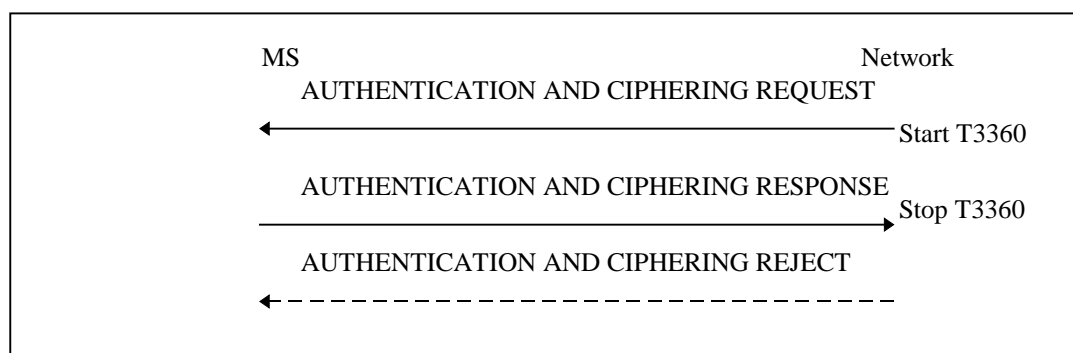 MS Network
AUTHENTICATION AND CIPHERING REQUEST
Start T3360
AUTHENTICATION AND CIPHERING RESPONSE
Stop T3360
AUTHENTICATION AND CIPHERING REJECT